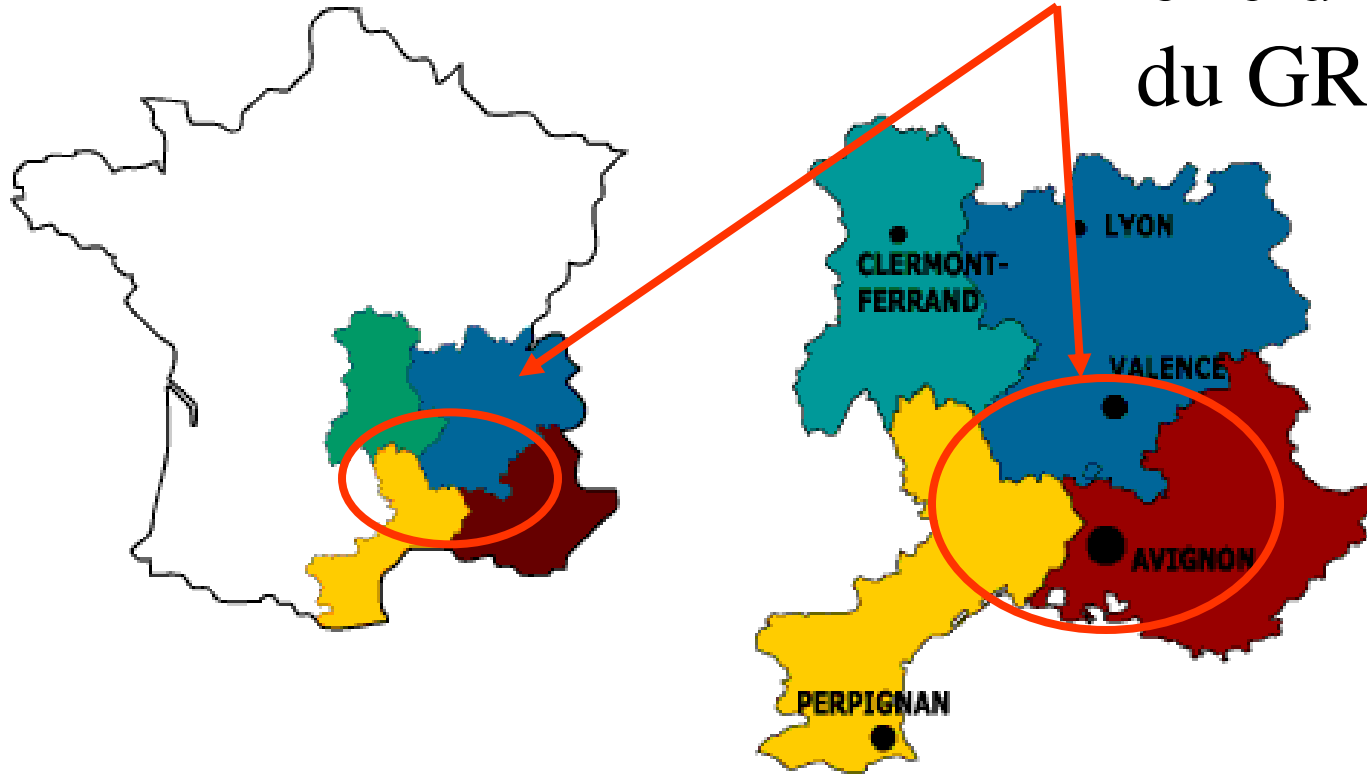 du GR
LYON
CLERMONT-
FERRAND
VALENCE
AVIGNON
PERPIGNAN